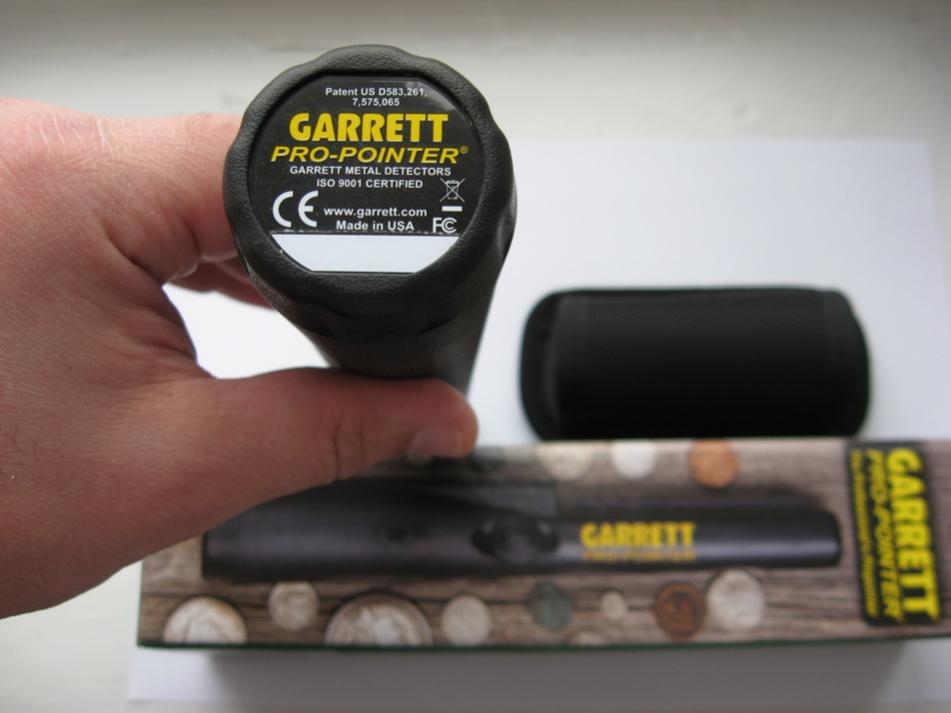 Patent US D583,261,
7,575,065
GARRETT
PRO-POINTER®
GARRETT METAL DETECTORS
ISO 9001 CERTIFIED
CE
www.garrett.com
Made in USA
FC
GARRETT
PRO-POINTER
GARRETT
PRO-POINTER